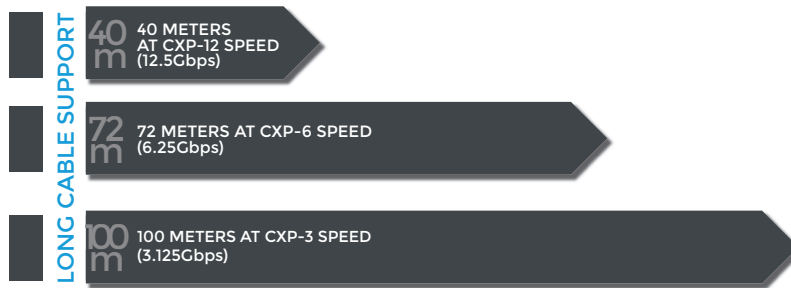 LONG CABLE SUPPORT
40
m
40 METERS
AT CXP-12 SPEED
(12.5Gbps)
72
m
72 METERS AT CXP-6 SPEED
(6.25Gbps)
100
m
100 METERS AT CXP-3 SPEED
(3.125Gbps)